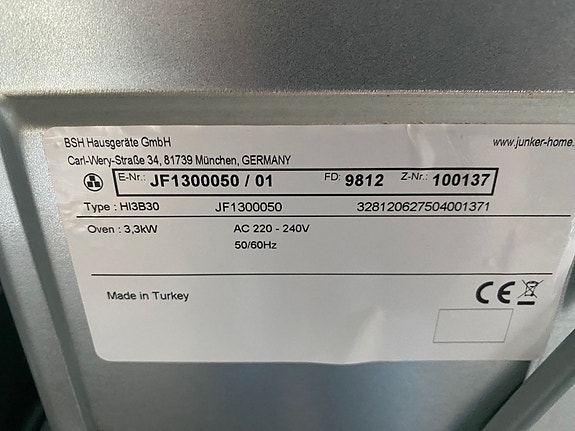 BSH Hausgeräte GmbH www.junker-home.
Carl-Wery-Straße 34, 81739 München, GERMANY
E-Nr.: JF1300050 / 01 FD: 9812 Z-Nr.: 100137
Type : HI3B30 JF1300050 328120627504001371
Oven : 3,3kW AC 220 - 240V
50/60Hz
Made in Turkey CE